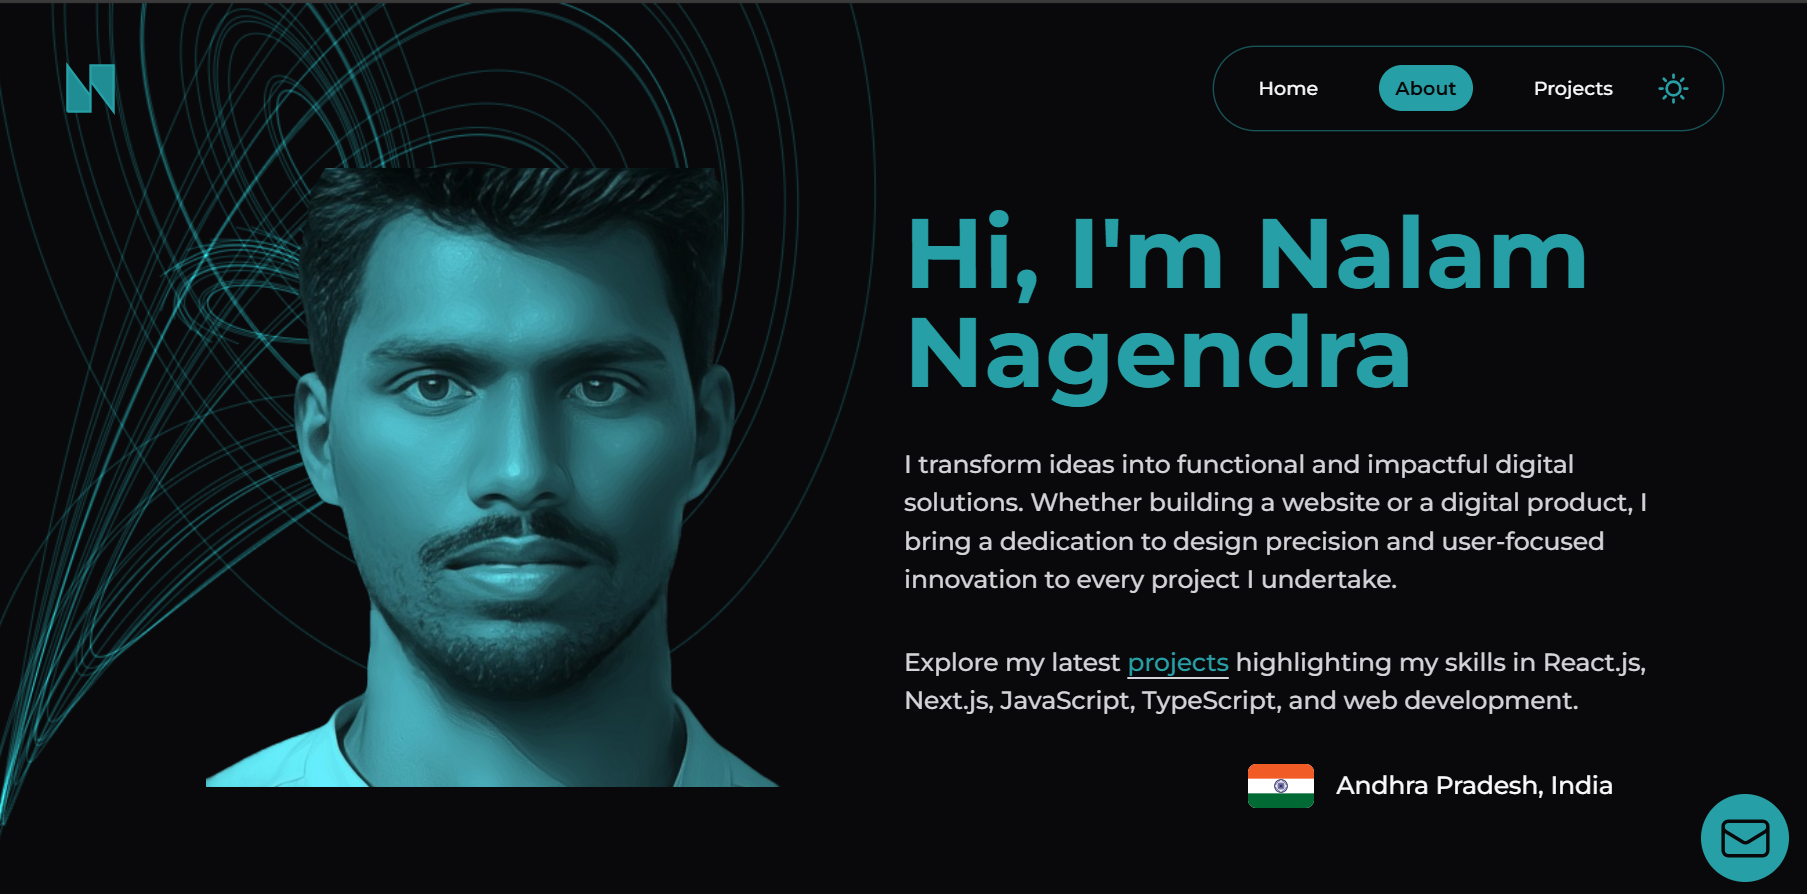 Home About Projects
Hi, I'm Nalam
Nagendra
I transform ideas into functional and impactful digital
solutions. Whether building a website or a digital product, I
bring a dedication to design precision and user-focused
innovation to every project I undertake.
Explore my latest projects highlighting my skills in React.js,
Next.js, JavaScript, TypeScript, and web development.
Andhra Pradesh, India